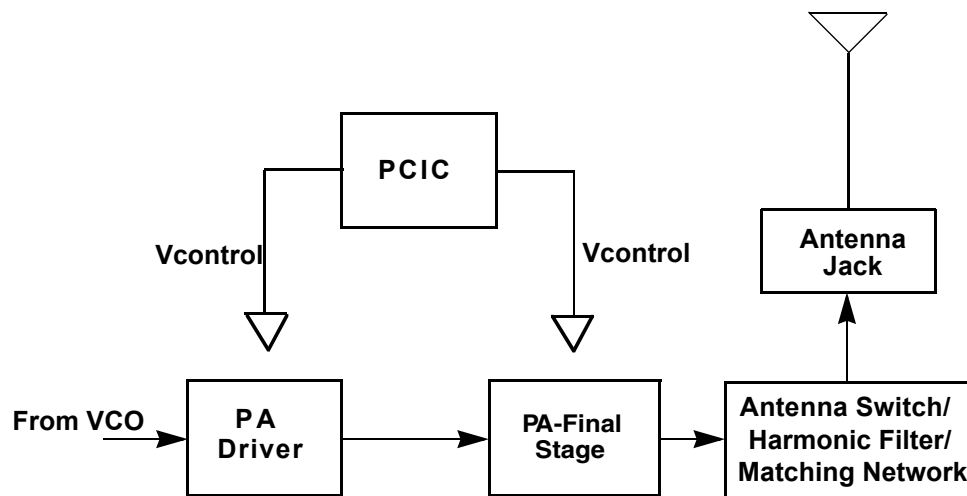 PCIC
Vcontrol
Vcontrol
Antenna
Jack
From VCO
PA
Driver
PA-Final
Stage
Antenna Switch/
Harmonic Filter/
Matching Network